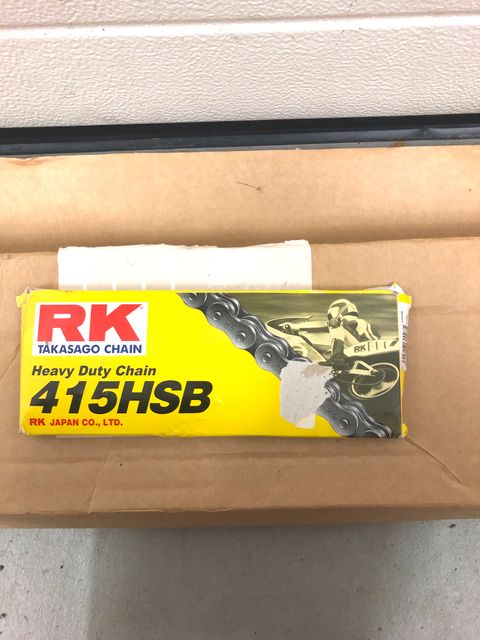 RK
TAKASAGO CHAIN
Heavy Duty Chain
415HSB
RK JAPAN CO., LTD.
RK